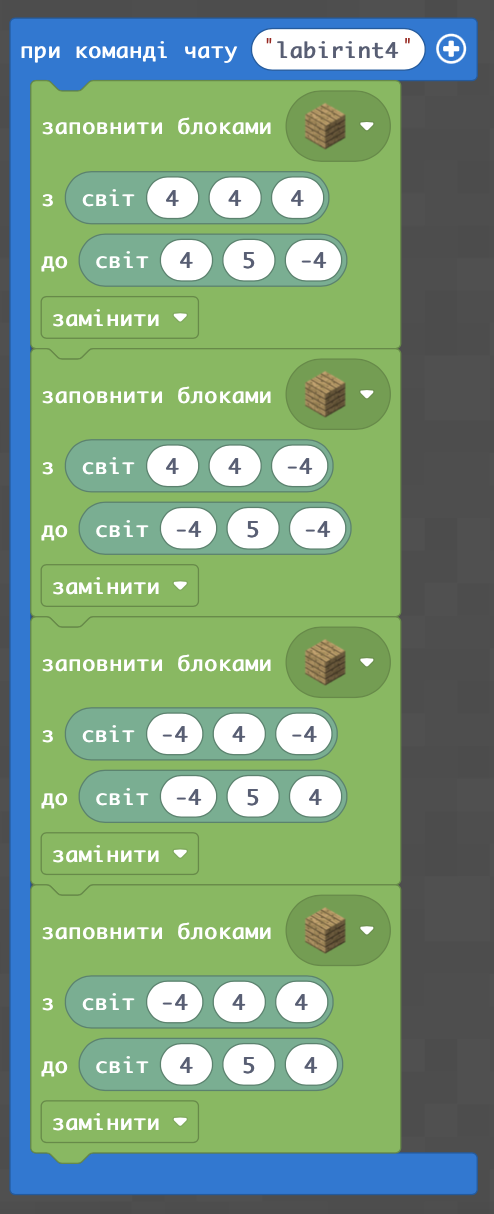 при команді чату "labirint4"
заповнити блоками
з світ 4 4 4
до світ 4 5 -4
замінити
заповнити блоками
з світ 4 4 -4
до світ -4 5 -4
замінити
заповнити блоками
з світ -4 4 -4
до світ -4 5 4
замінити
заповнити блоками
з світ -4 4 4
до світ 4 5 4
замінити